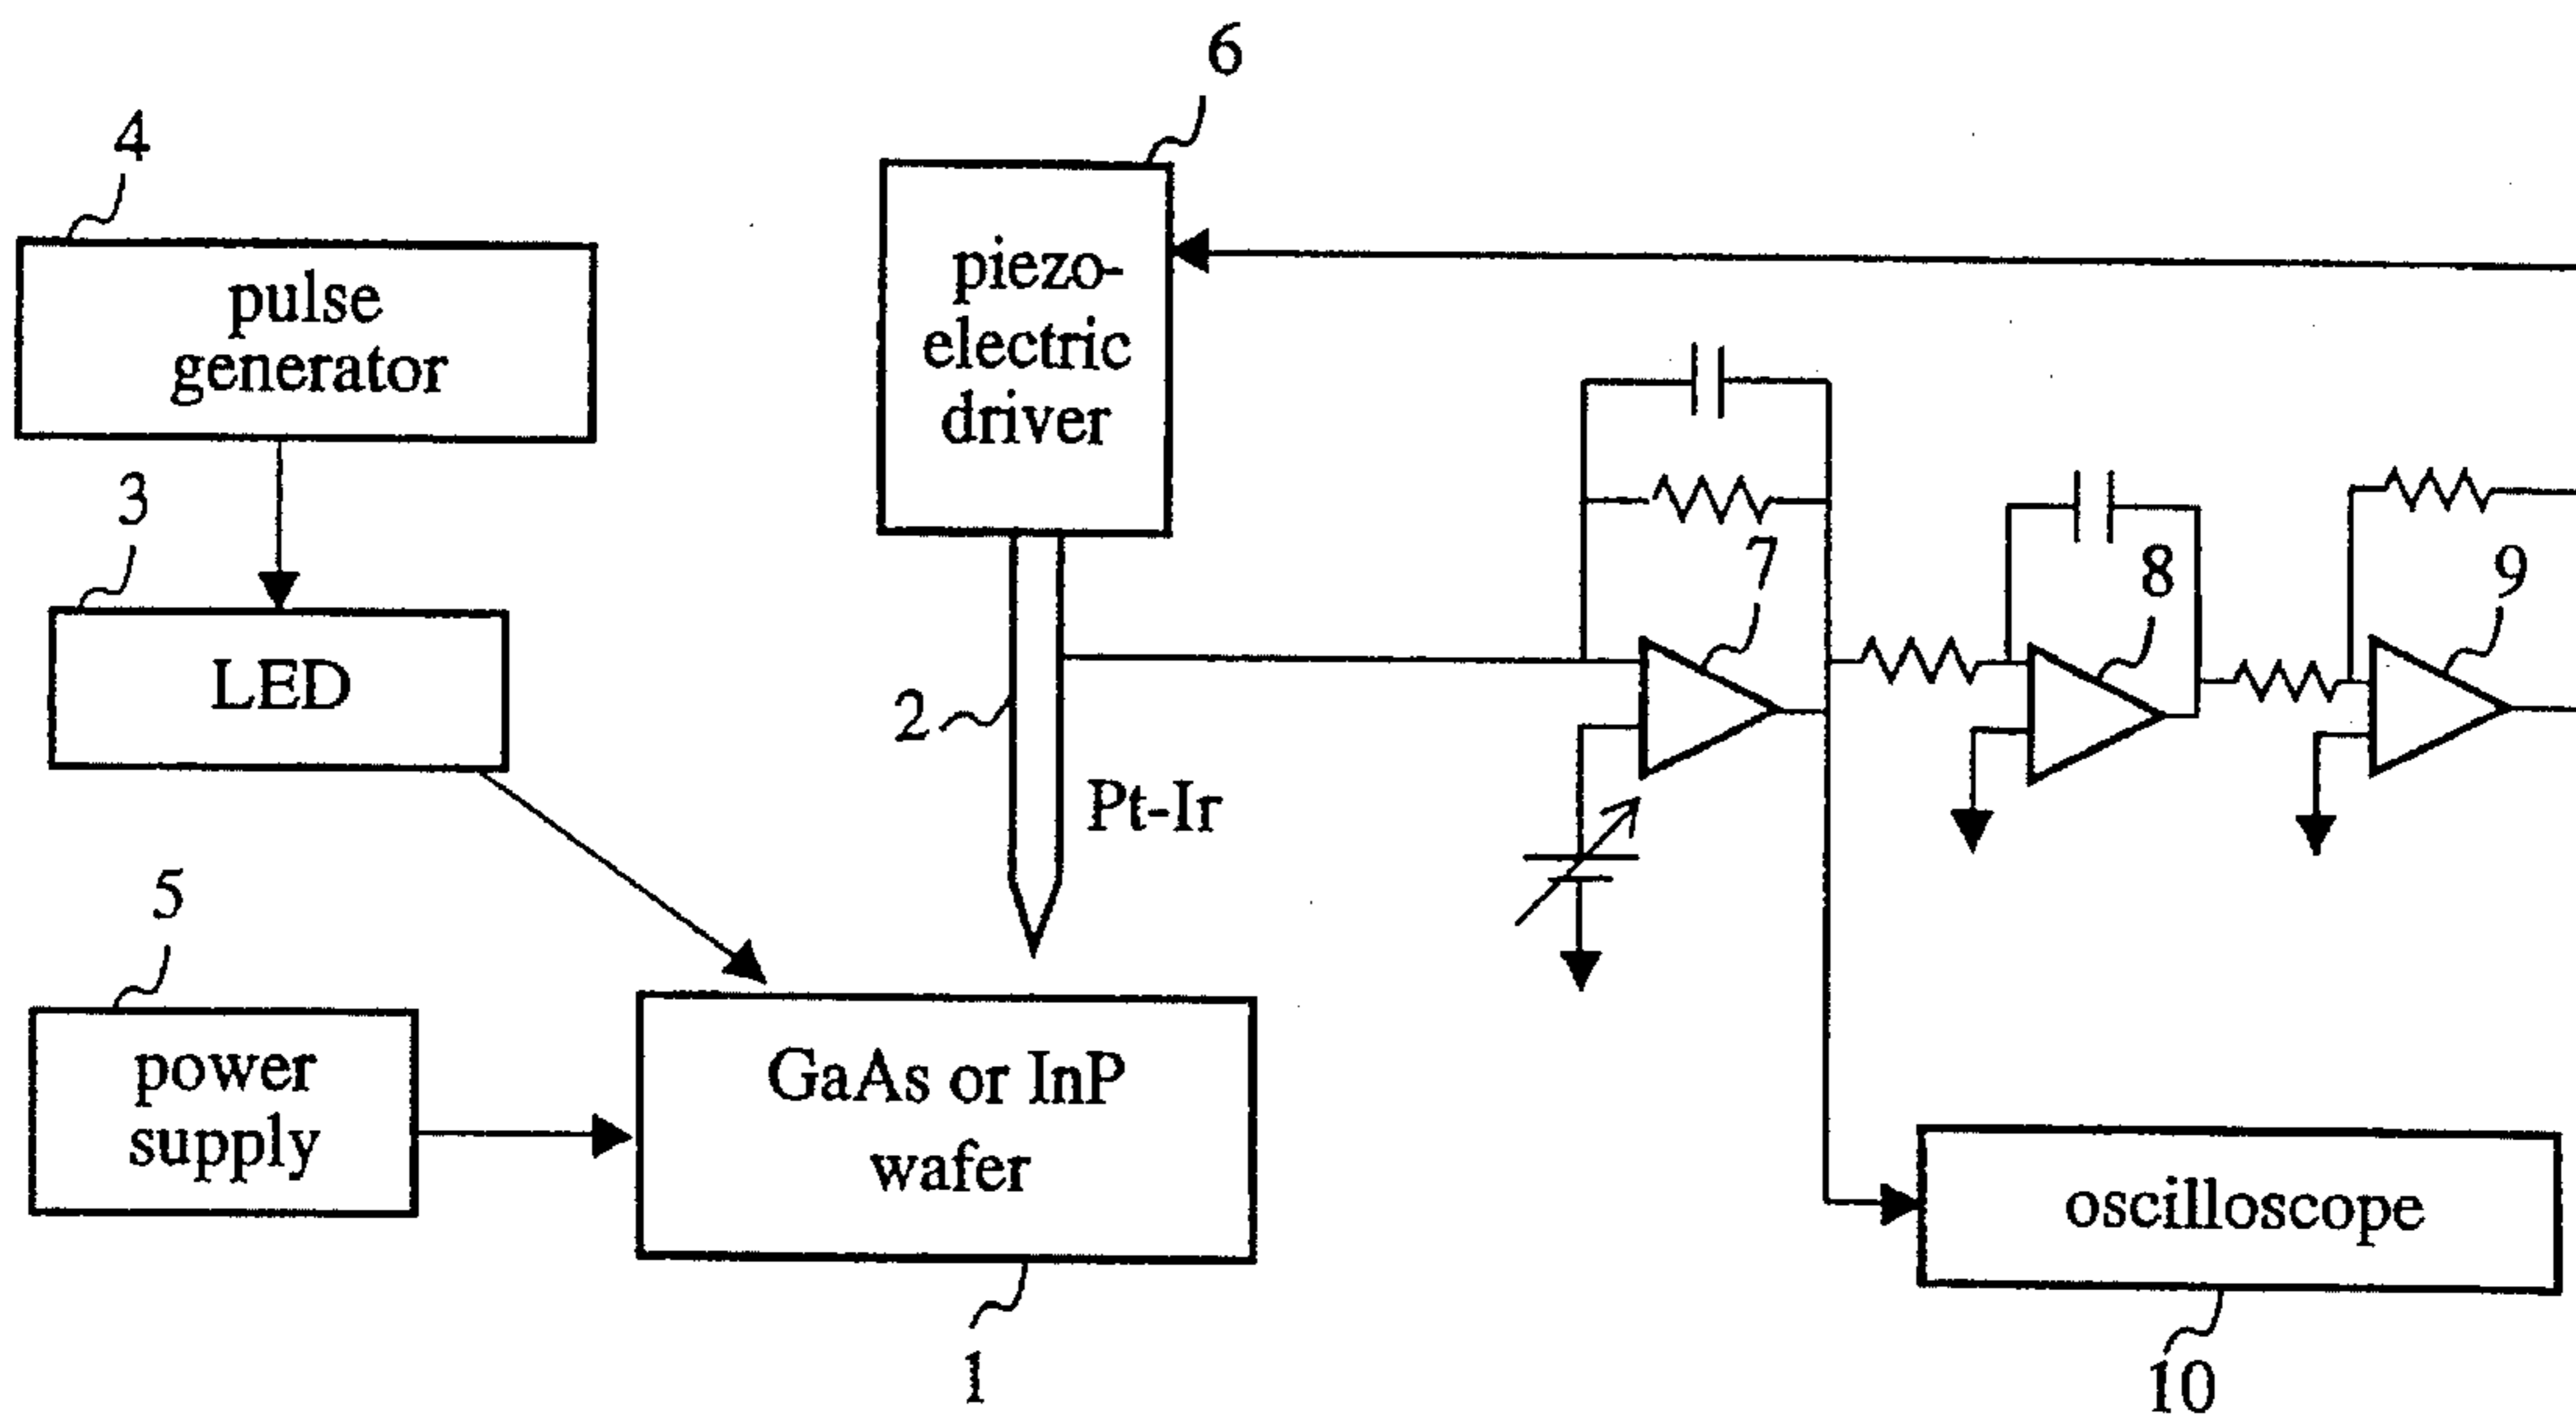 6
4
pulse
generator
piezo-
electric
driver
3
LED
7
8
9
2
Pt-Ir
5
power
supply
GaAs or InP
wafer
oscilloscope
1
10